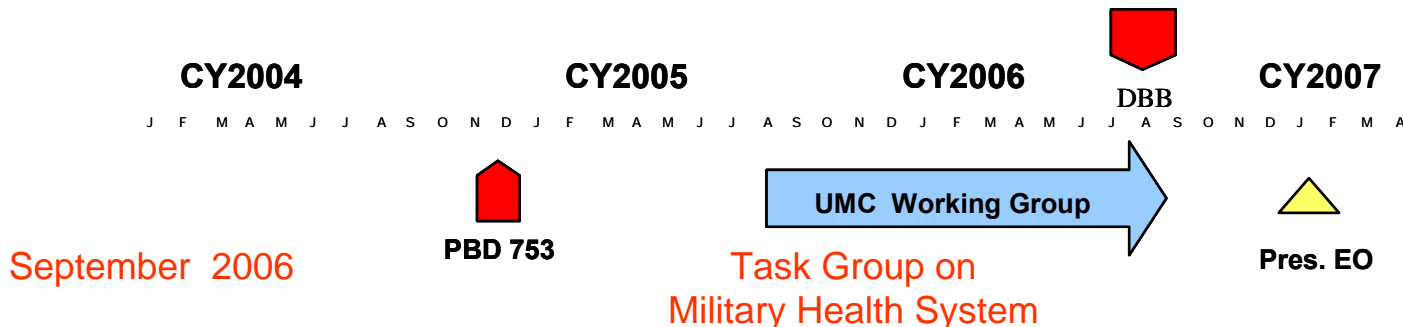 CY2004 CY2005 CY2006 CY2007
DBB
J F M A M J J A S O N D J F M A M J J A S O N D J F M A M J J A S O N D J F M A
UMC Working Group
PBD 753
Pres. EO
September 2006
Task Group on
Military Health System